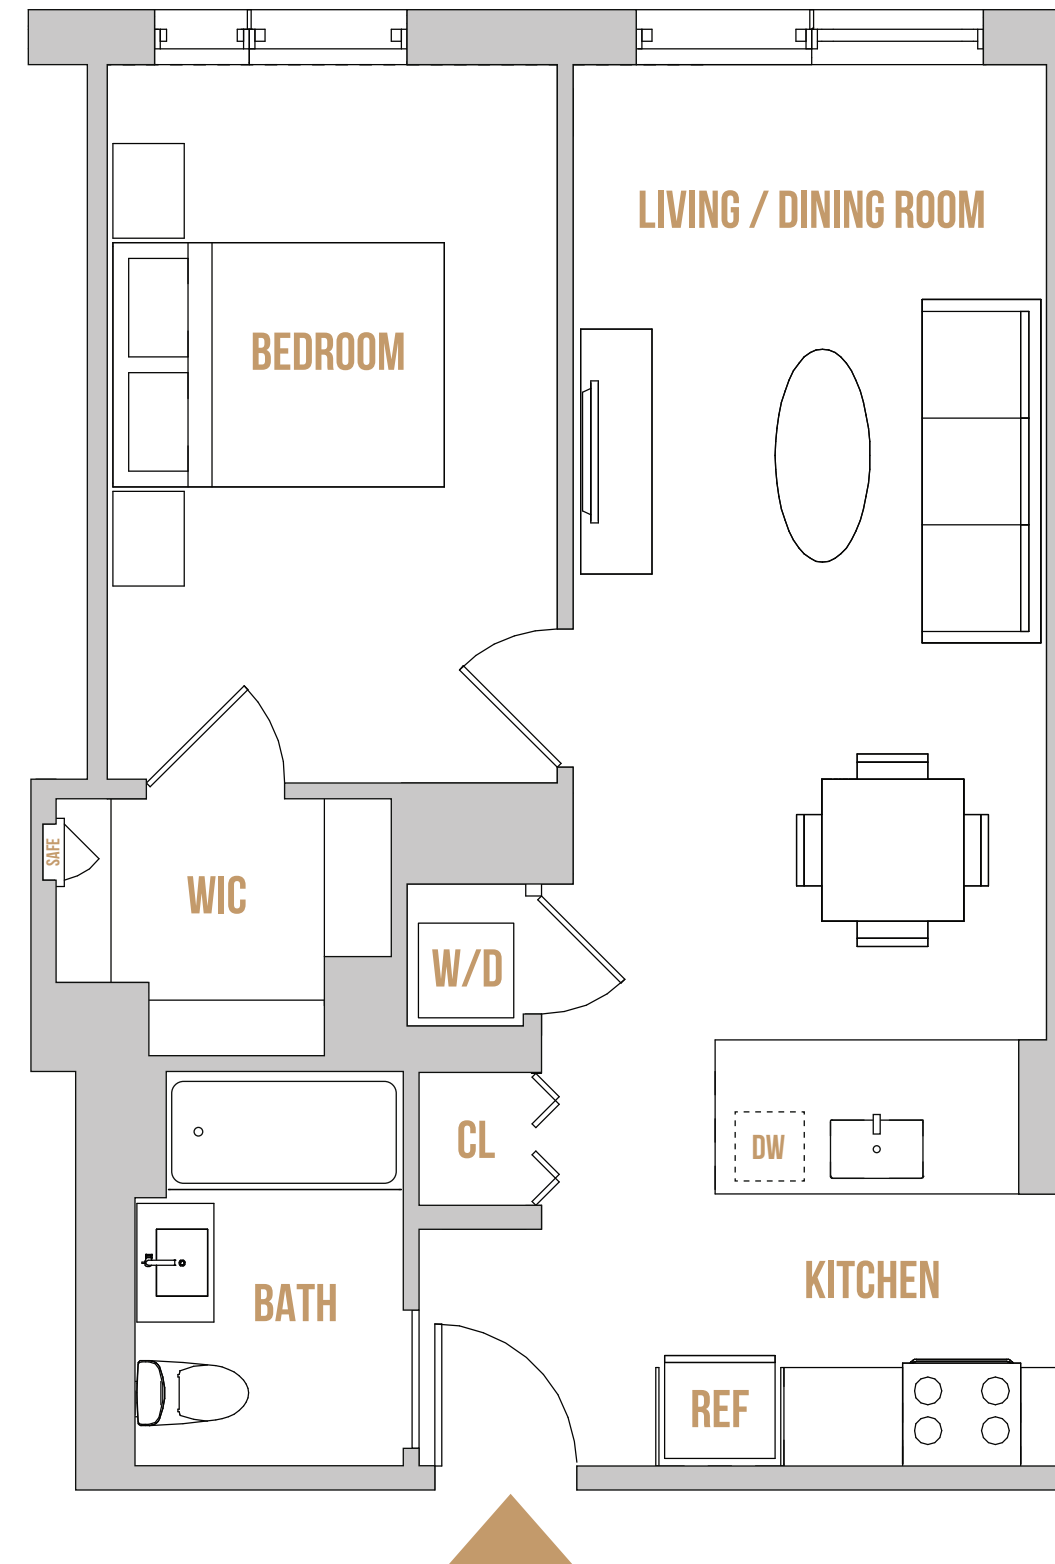 LIVING / DINING ROOM
BEDROOM
SAFE
WIC
W/D
CL
DW
KITCHEN
BATH
REF